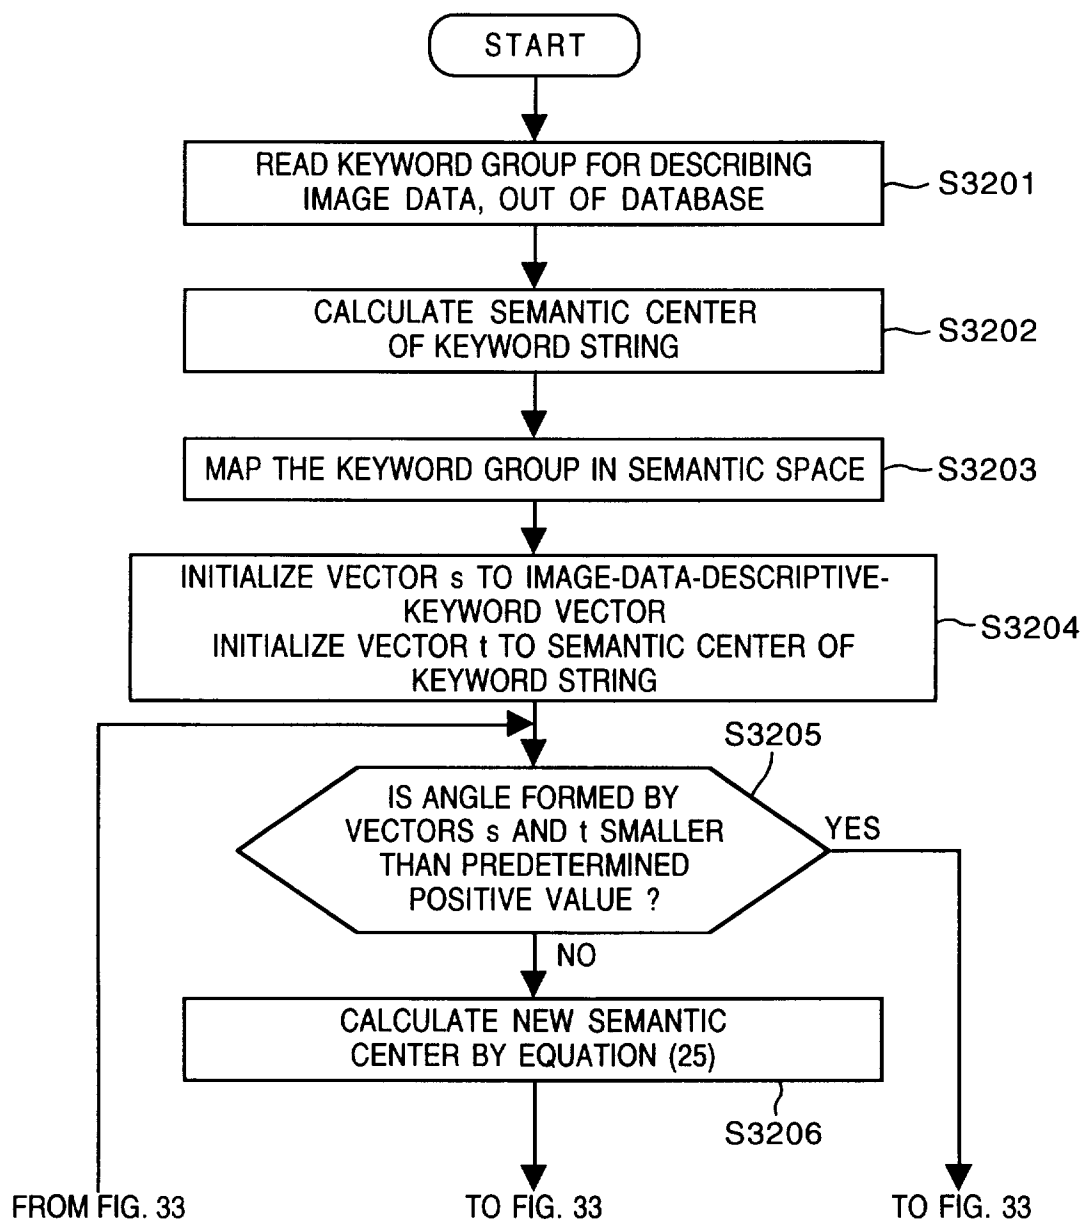 START
READ KEYWORD GROUP FOR DESCRIBING
IMAGE DATA, OUT OF DATABASE
S3201
CALCULATE SEMANTIC CENTER
OF KEYWORD STRING
S3202
MAP THE KEYWORD GROUP IN SEMANTIC SPACE
S3203
INITIALIZE VECTOR s TO IMAGE-DATA-DESCRIPTIVE-
KEYWORD VECTOR
INITIALIZE VECTOR t TO SEMANTIC CENTER OF
KEYWORD STRING
S3204
S3205
IS ANGLE FORMED BY
VECTORS s AND t SMALLER
THAN PREDETERMINED
POSITIVE VALUE ?
YES
NO
CALCULATE NEW SEMANTIC
CENTER BY EQUATION (25)
S3206
FROM FIG. 33
TO FIG. 33
TO FIG. 33